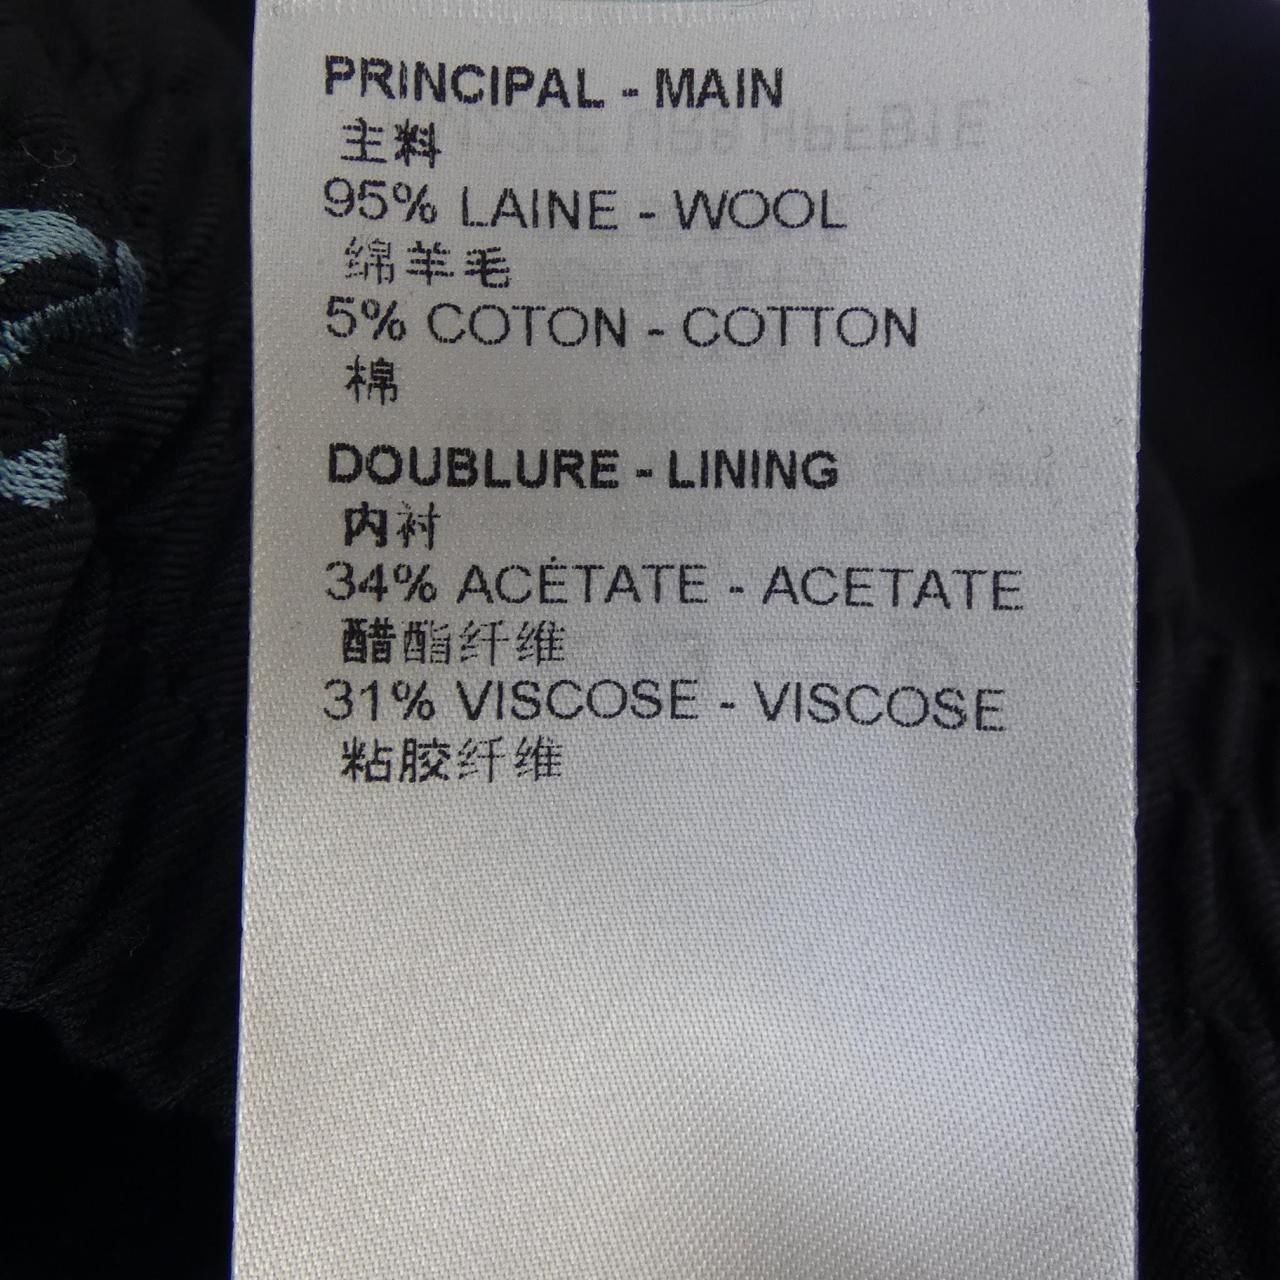 PRINCIPAL - MAIN
主料
95% LAINE - WOOL
绵羊毛
5% COTON - COTTON
棉
DOUBLURE - LINING
内衬
34% ACÉTATE - ACETATE
醋酯纤维
31% VISCOSE - VISCOSE
粘胶纤维